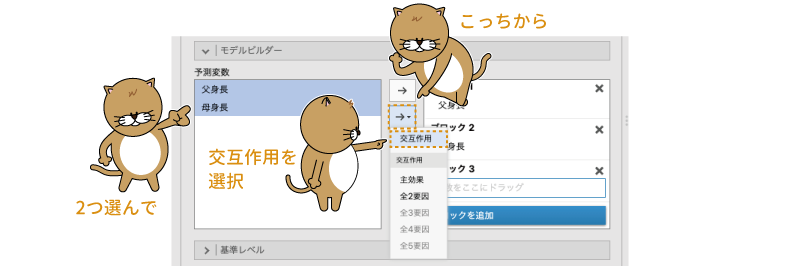 こっちから
モデルビルダー
予測変数
父身長
母身長
交互作用を
選択
2つ選んで
交互作用
交互作用
主効果
全2要因
全3要因
全4要因
全5要因
父身長
ブロック 2
身長
ック 3
をここにドラッグ
ックを追加
基準レベル